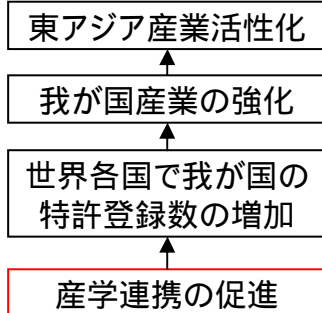 東アジア産業活性化
我が国産業の強化
世界各国で我が国の
特許登録数の増加
産学連携の促進